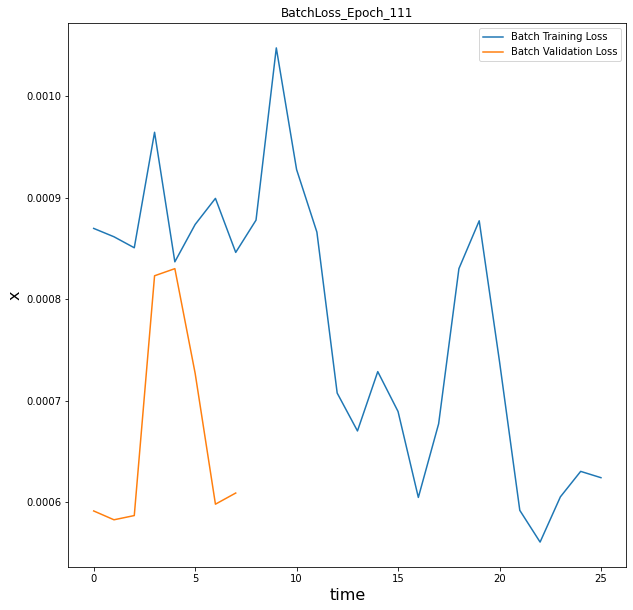 BatchLoss_Epoch_111
Batch Training Loss
Batch Validation Loss
0.0010
0.0009
0.0008
0.0007
0.0006
x
0 5 10 15 20 25
time